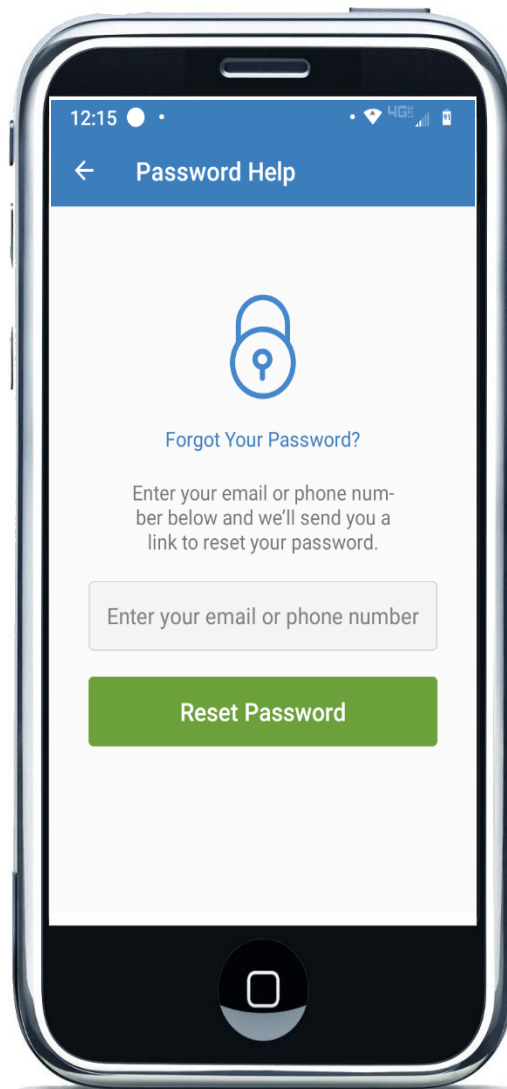 12:15
4GE
Password Help
Forgot Your Password?
Enter your email or phone num-
ber below and we'll send you a
link to reset your password.
Enter your email or phone number
Reset Password